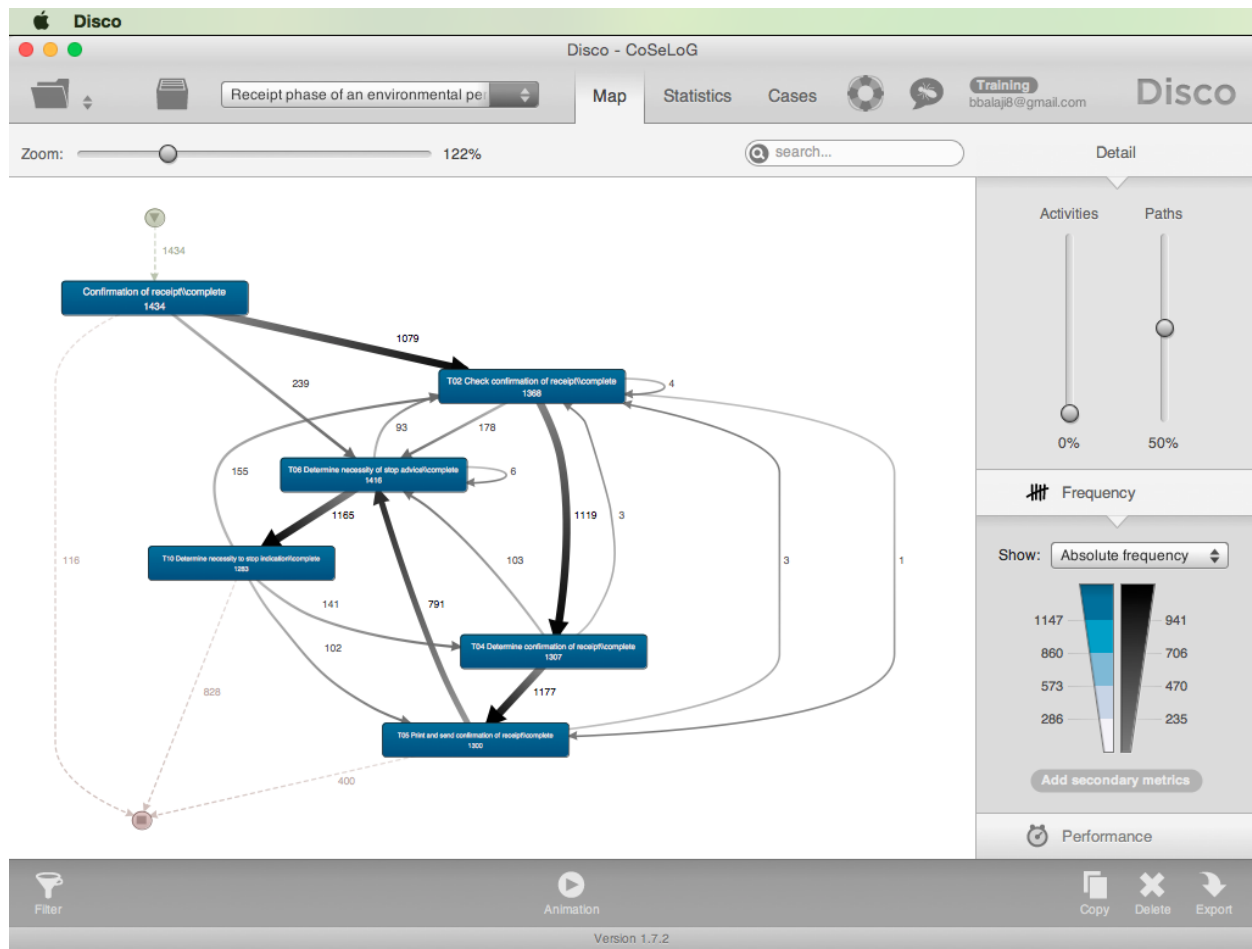 Disco
Disco - CoSeLoG
Receipt phase of an environmental per
Map
Statistics
Cases
Training
bbalaji8@gmail.com
Disco
Zoom:
122%
search...
Detail
1434
Confirmation of receipt\\complete
1434
1079
239
T02 Check confirmation of receipt\\complete
1368
4
93
178
T06 Determine necessity of stop advice\\complete
1416
6
155
1165
1119
3
T10 Determine necessity to stop indication\\complete
1283
116
103
3
1
141
791
102
T04 Determine confirmation of receipt\\complete
1307
828
1177
T05 Print and send confirmation of receipt\\complete
1300
400
Activities
Paths
0%
50%
Frequency
Show:
Absolute frequency
1147
941
860
706
573
470
286
235
Add secondary metrics
Performance
Filter
Animation
Copy
Delete
Export
Version 1.7.2